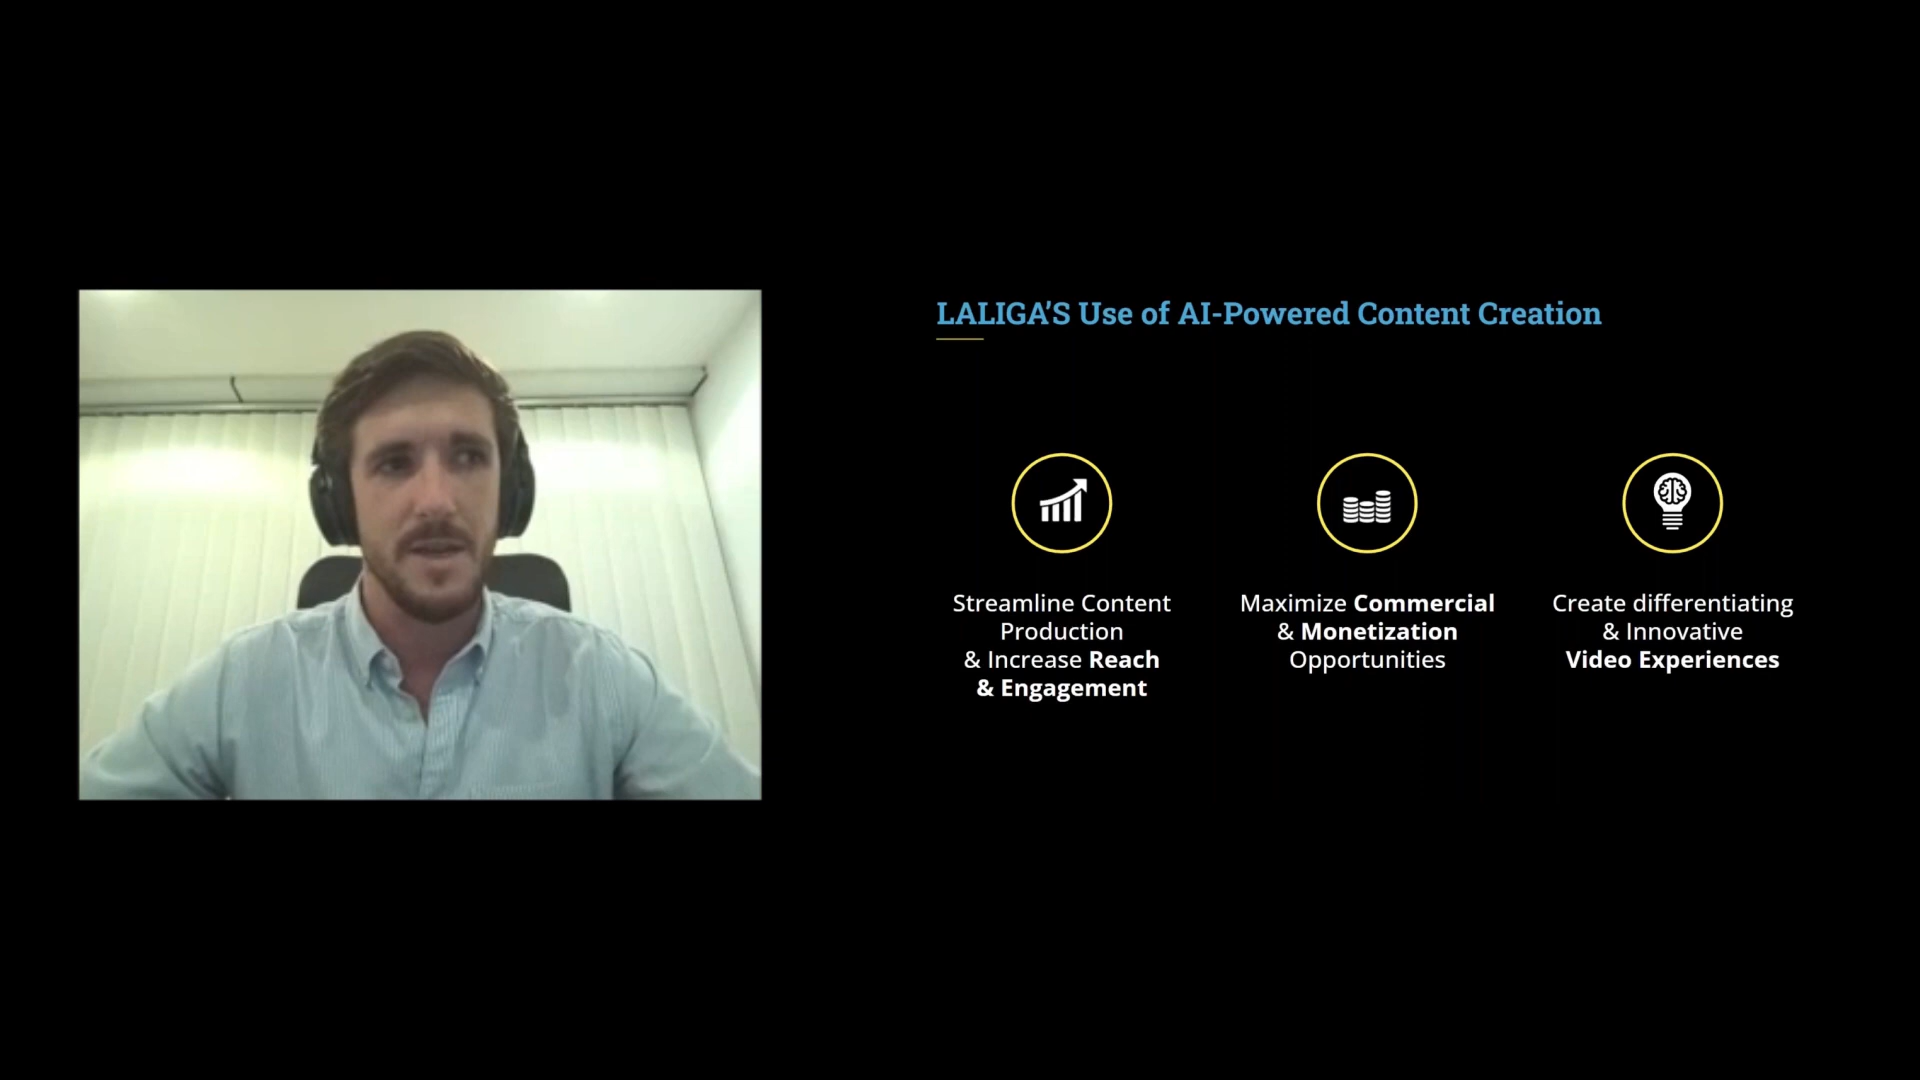 LALIGA’S Use of AI-Powered Content Creation
Streamline Content
Production
& Increase Reach
& Engagement
Maximize Commercial
& Monetization
Opportunities
Create differentiating
& Innovative
Video Experiences